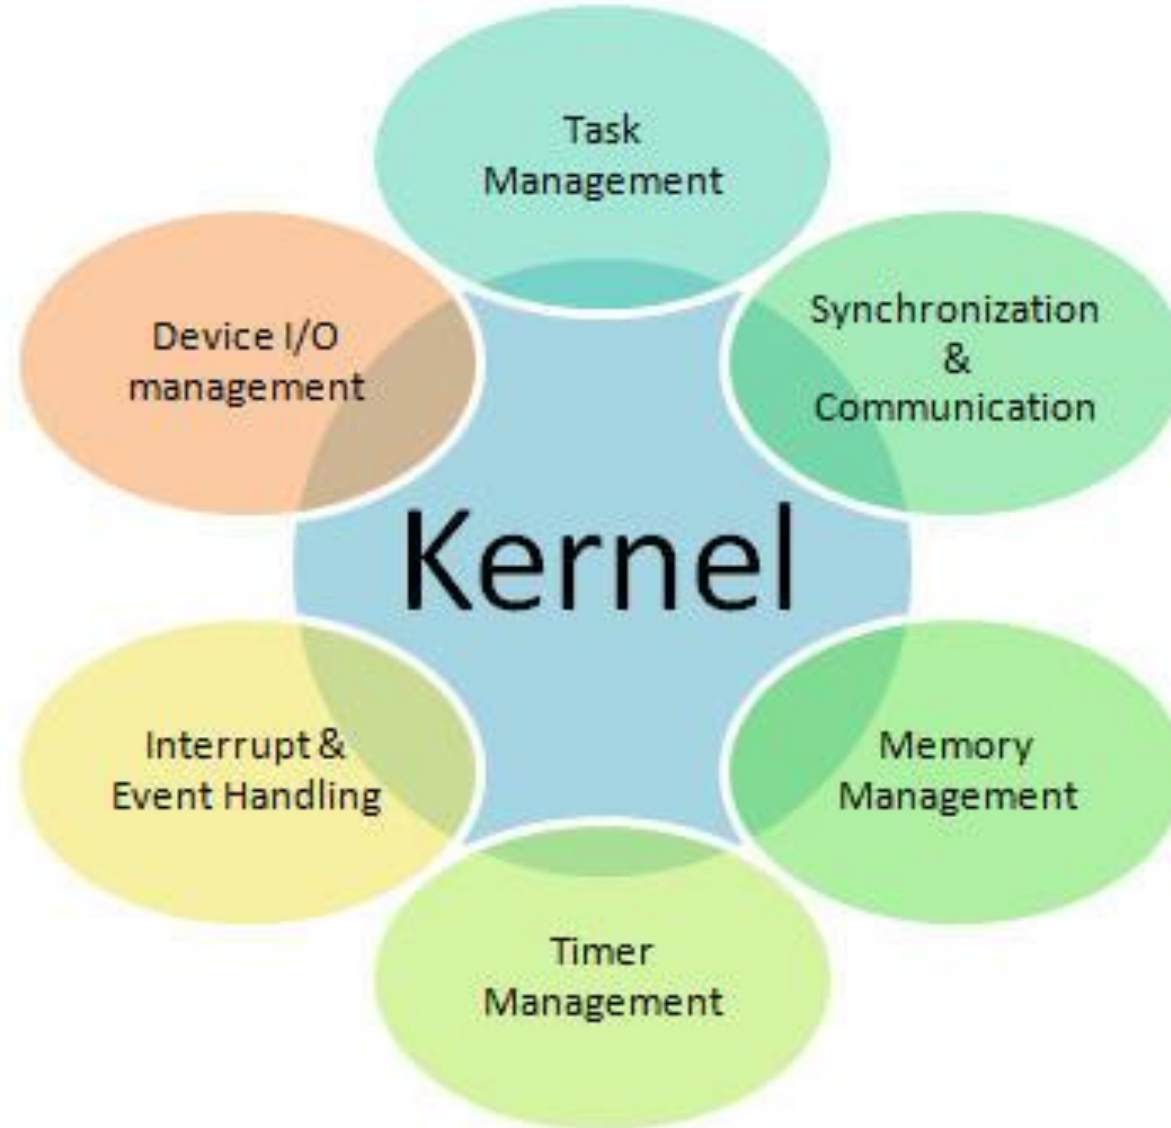 Task
Management
Synchronization
&
Communication
Device I/O
management
Kernel
Interrupt &
Event Handling
Memory
Management
Timer
Management